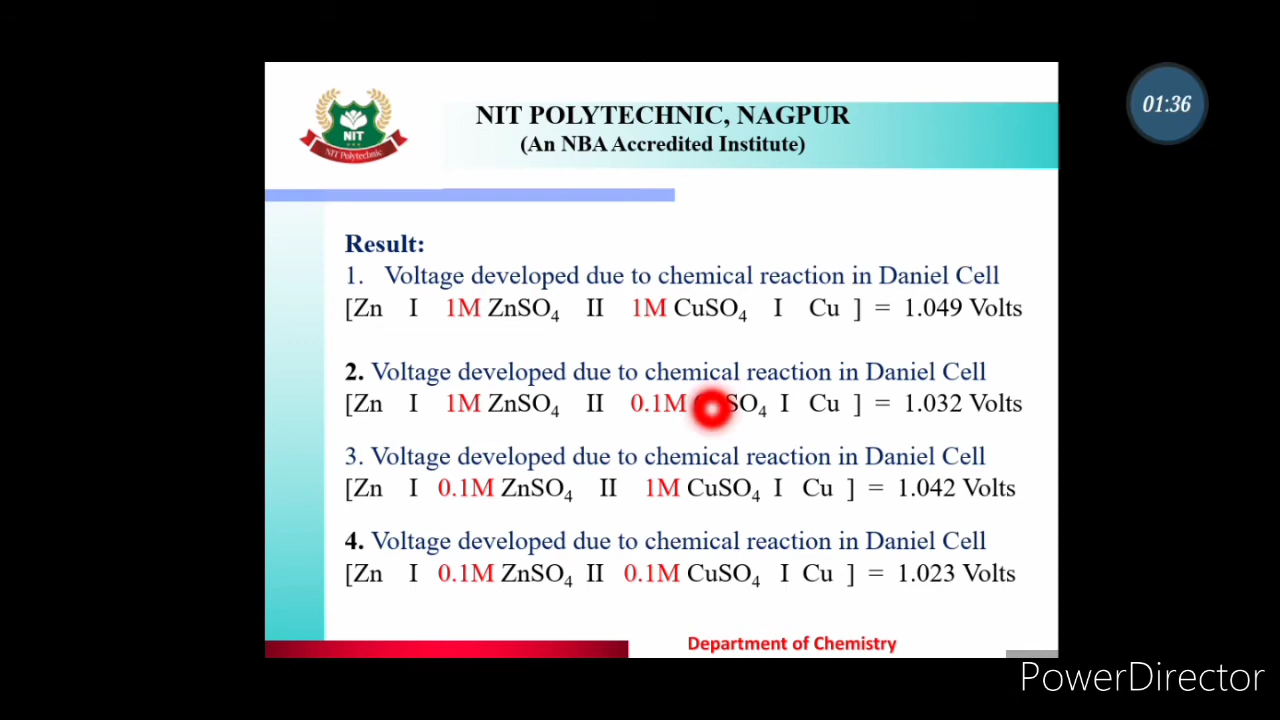 NIT POLYTECHNIC, NAGPUR
(An NBA Accredited Institute)
01:36
NIT
NIT Polytechnic
Result:
1. Voltage developed due to chemical reaction in Daniel Cell
[Zn I 1M ZnSO4 II 1M CuSO4 I Cu ] = 1.049 Volts
2. Voltage developed due to chemical reaction in Daniel Cell
[Zn I 1M ZnSO4 II 0.1M SO4 I Cu ] = 1.032 Volts
3. Voltage developed due to chemical reaction in Daniel Cell
[Zn I 0.1M ZnSO4 II 1M CuSO4 I Cu ] = 1.042 Volts
4. Voltage developed due to chemical reaction in Daniel Cell
[Zn I 0.1M ZnSO4 II 0.1M CuSO4 I Cu ] = 1.023 Volts
Department of Chemistry
PowerDirector